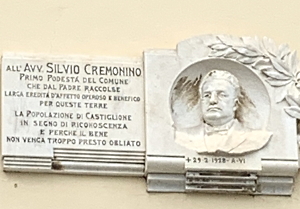 ALL'AVV. SILVIO CREMONINO
PRIMO PODESTÀ DEL COMUNE
CHE DAL PADRE RACCOLSE
LARGA EREDITÀ D'AFFETTO OPEROSO E BENEFICO
PER QUESTE TERRE
LA POPOLAZIONE DI CASTIGLIONE
IN SEGNO DI RICONOSCENZA
E PERCHÈ IL BENE
NON VENGA TROPPO PRESTO OBLIATO
+ 29·2·1928·A·VI